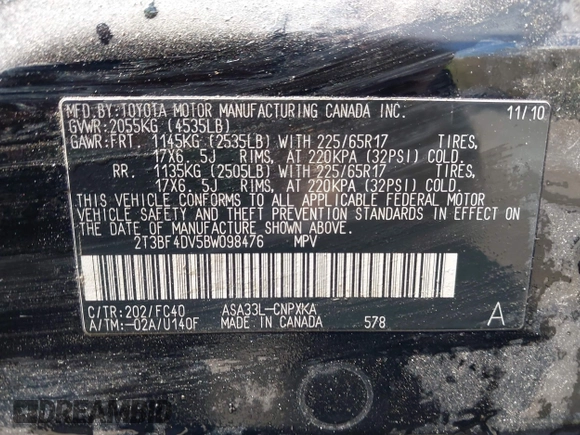 MFD.BY:TOYOTA MOTOR MANUFACTURING CANADA INC. 11/10
GVWR:2055KG (4535LB)
GAWR:FRT. 1145KG (2535LB) WITH 225/65R17 TIRES,
17X6.5J RIMS, AT 220KPA (32PSI) COLD.
RR. 1135KG (2505LB) WITH 225/65R17 TIRES,
17X6.5J RIMS, AT 220KPA (32PSI) COLD.
THIS VEHICLE CONFORMS TO ALL APPLICABLE FEDERAL MOTOR
VEHICLE SAFETY AND THEFT PREVENTION STANDARDS IN EFFECT ON
THE DATE OF MANUFACTURE SHOWN ABOVE.
2T3BF4DV5BW098476 MPV
C/TR:202/FC40 ASA33L-CNPXKA
A/TM:-02A/U140F MADE IN CANADA 578 A
DREAMBID